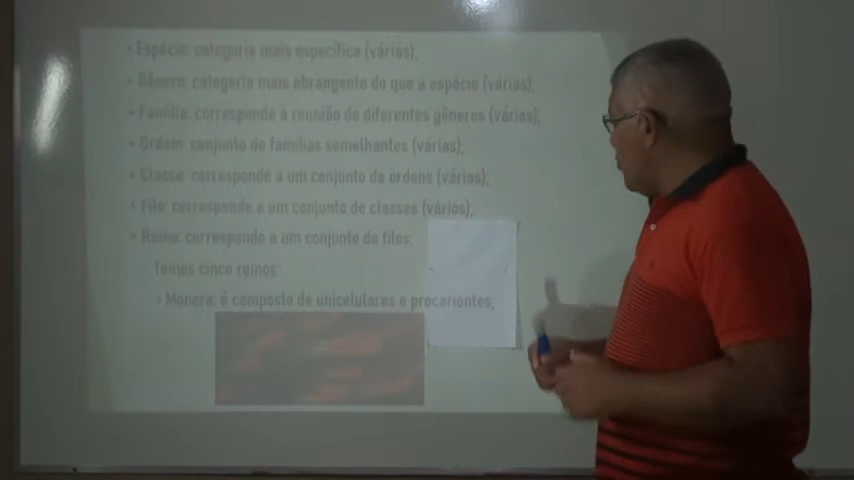 • Espécie: categoria mais específica (várias);
• Gênero: categoria mais abrangente do que a espécie (várias);
• Família: corresponde à reunião de diferentes gêneros (várias);
• Ordem: conjunto de famílias semelhantes (várias);
• Classe: corresponde a um conjunto de ordens (várias);
• Filo: corresponde a um conjunto de classes (vários);
• Reino: corresponde a um conjunto de filos;
Temos cinco reinos:
• Monera: é composto de unicelulares e procariontes;